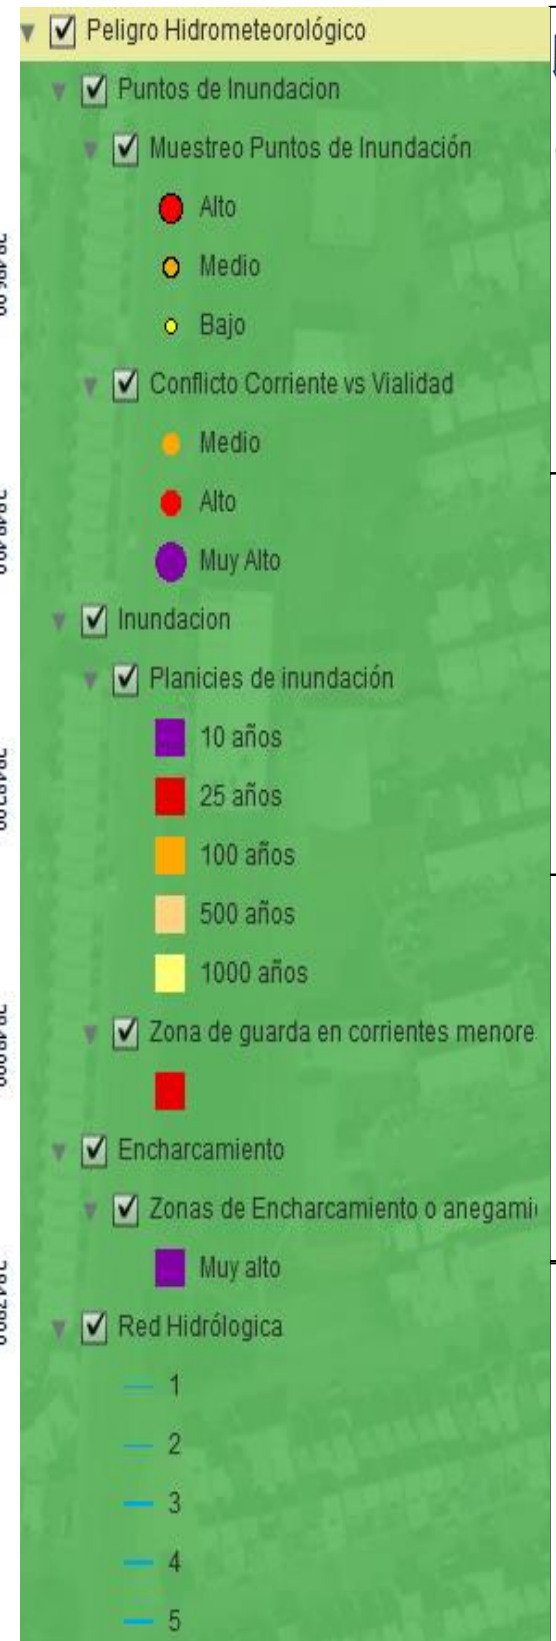 Peligro Hidrometeorológico
Puntos de Inundacion
Muestreo Puntos de Inundación
Alto
Medio
Bajo
Conflicto Corriente vs Vialidad
Medio
Alto
Muy Alto
Inundacion
Planicies de inundación
10 años
25 años
100 años
500 años
1000 años
Zona de guarda en corrientes menore
Encharcamiento
Zonas de Encharcamiento o anegami
Muy alto
Red Hidrólogica
1
2
3
4
5